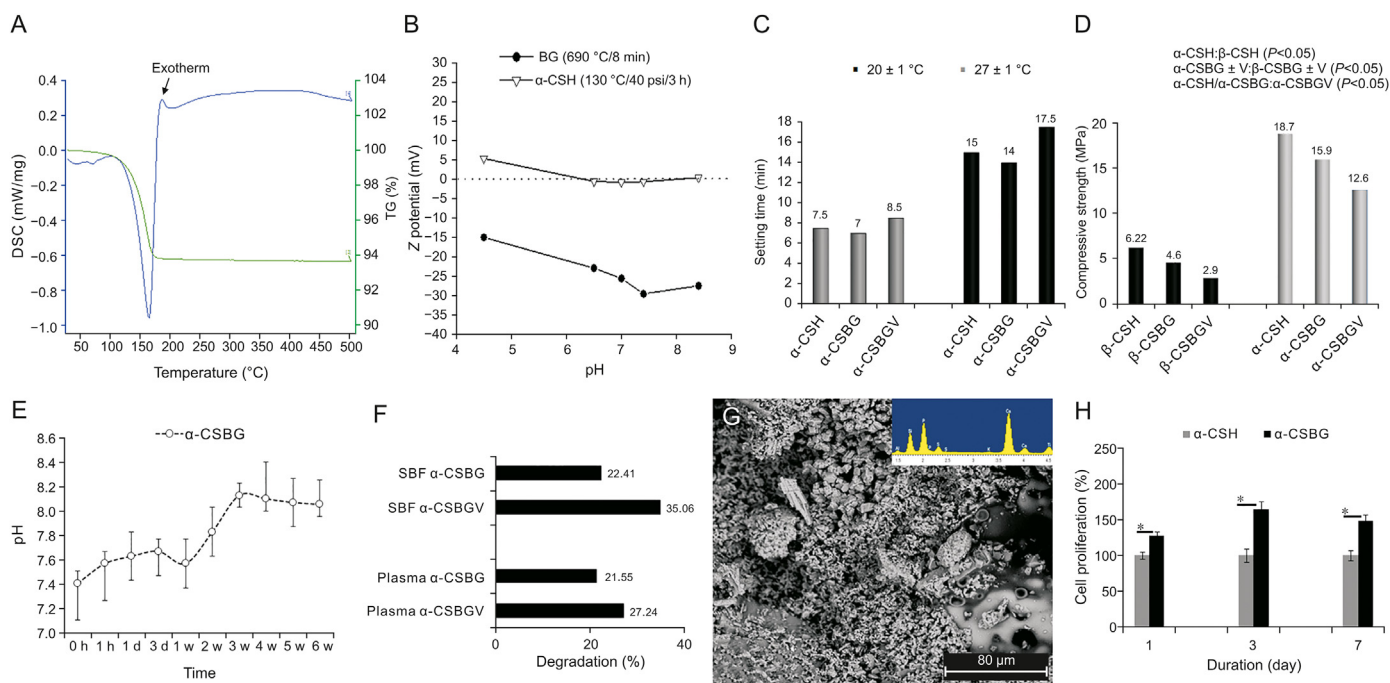 A
Exotherm
DSC (mW/mg)
0.4
0.2
0.0
−0.2
−0.4
−0.6
−0.8
−1.0
104
102
100
98
96
94
92
90
TG (%)
50 100 150 200 250 300 350 400 450 500
Temperature (°C)
B
BG (690 °C/8 min)
α-CSH (130 °C/40 psi/3 h)
Z potential (mV)
30
25
20
15
10
5
0
−5
−10
−15
−20
−25
−30
−35
−40
4 5 6 7 8 9
pH
C
20 ± 1 °C 27 ± 1 °C
Setting time (min)
18
16
14
12
10
8
6
4
2
0
7.5 7 8.5 15 14 17.5
α-CSH α-CSBG α-CSBGV α-CSH α-CSBG α-CSBGV
D
α-CSH:β-CSH (P<0.05)
α-CSBG ± V:β-CSBG ± V (P<0.05)
α-CSH/α-CSBG:α-CSBGV (P<0.05)
Compressive strength (MPa)
20
15
10
5
0
6.22 4.6 2.9 18.7 15.9 12.6
β-CSH β-CSBG β-CSBGV α-CSH α-CSBG α-CSBGV
E
α-CSBG
pH
8.6
8.4
8.2
8.0
7.8
7.6
7.4
7.2
7.0
0 h 1 h 1 d 3 d 1 w 2 w 3 w 4 w 5 w 6 w
Time
F
SBF α-CSBG 22.41
SBF α-CSBGV 35.06
Plasma α-CSBG 21.55
Plasma α-CSBGV 27.24
0 20 40
Degradation (%)
G
80 µm
H
α-CSH α-CSBG
Cell proliferation (%)
250
200
150
100
50
0
* * *
1 3 7
Duration (day)